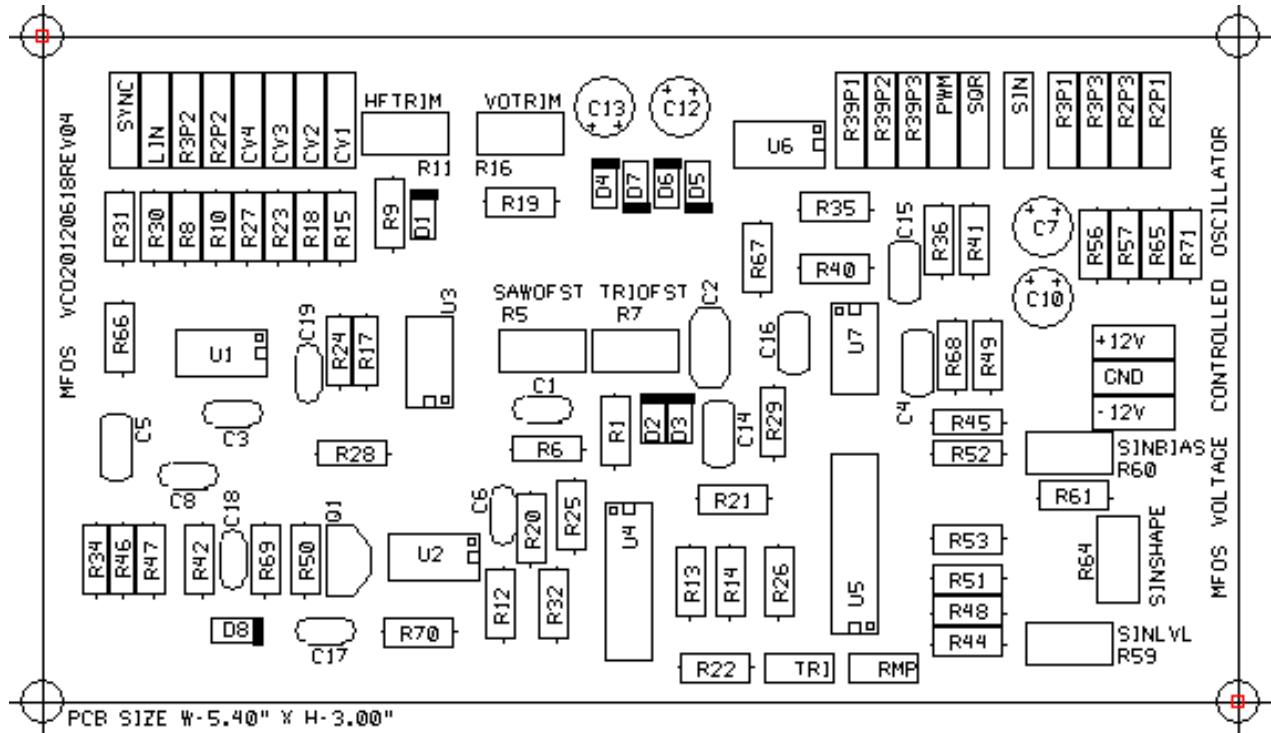 MFOS VCO20120618REV04
SYNC
LIN
R3P2
R2P2
CV4
CV3
CV2
CV1
HFTRIM
R11
VOTRIM
R16
C13
C12
U6
R39P1
R39P2
R39P3
PWM
SQR
SIN
R3P1
R3P3
R2P3
R2P1
R31
R30
R8
R10
R27
R23
R18
R15
R9
D1
R19
D4
D7
D6
D5
R67
R35
R40
C15
R36
R41
C7
C10
R56
R57
R65
R71
R66
U1
C19
R24
R17
U3
SAWOFST
R5
TRIOFST
R7
C2
C16
U7
C4
R68
R49
+12V
GND
-12V
C5
C3
C8
R28
C1
R6
R1
D2
D3
C14
R29
R45
R52
SINBIAS
R60
R61
R34
R46
R47
R42
C18
R69
R50
Q1
U2
C6
R20
R25
U4
R21
R13
R14
R26
U5
R53
R51
R48
R44
R64
SINSHAPE
SINLVL
R59
D8
C17
R70
R12
R32
R22
TRI
RMP
MFOS VOLTAGE CONTROLLED OSCILLATOR
PCB SIZE W-5.40" X H-3.00"